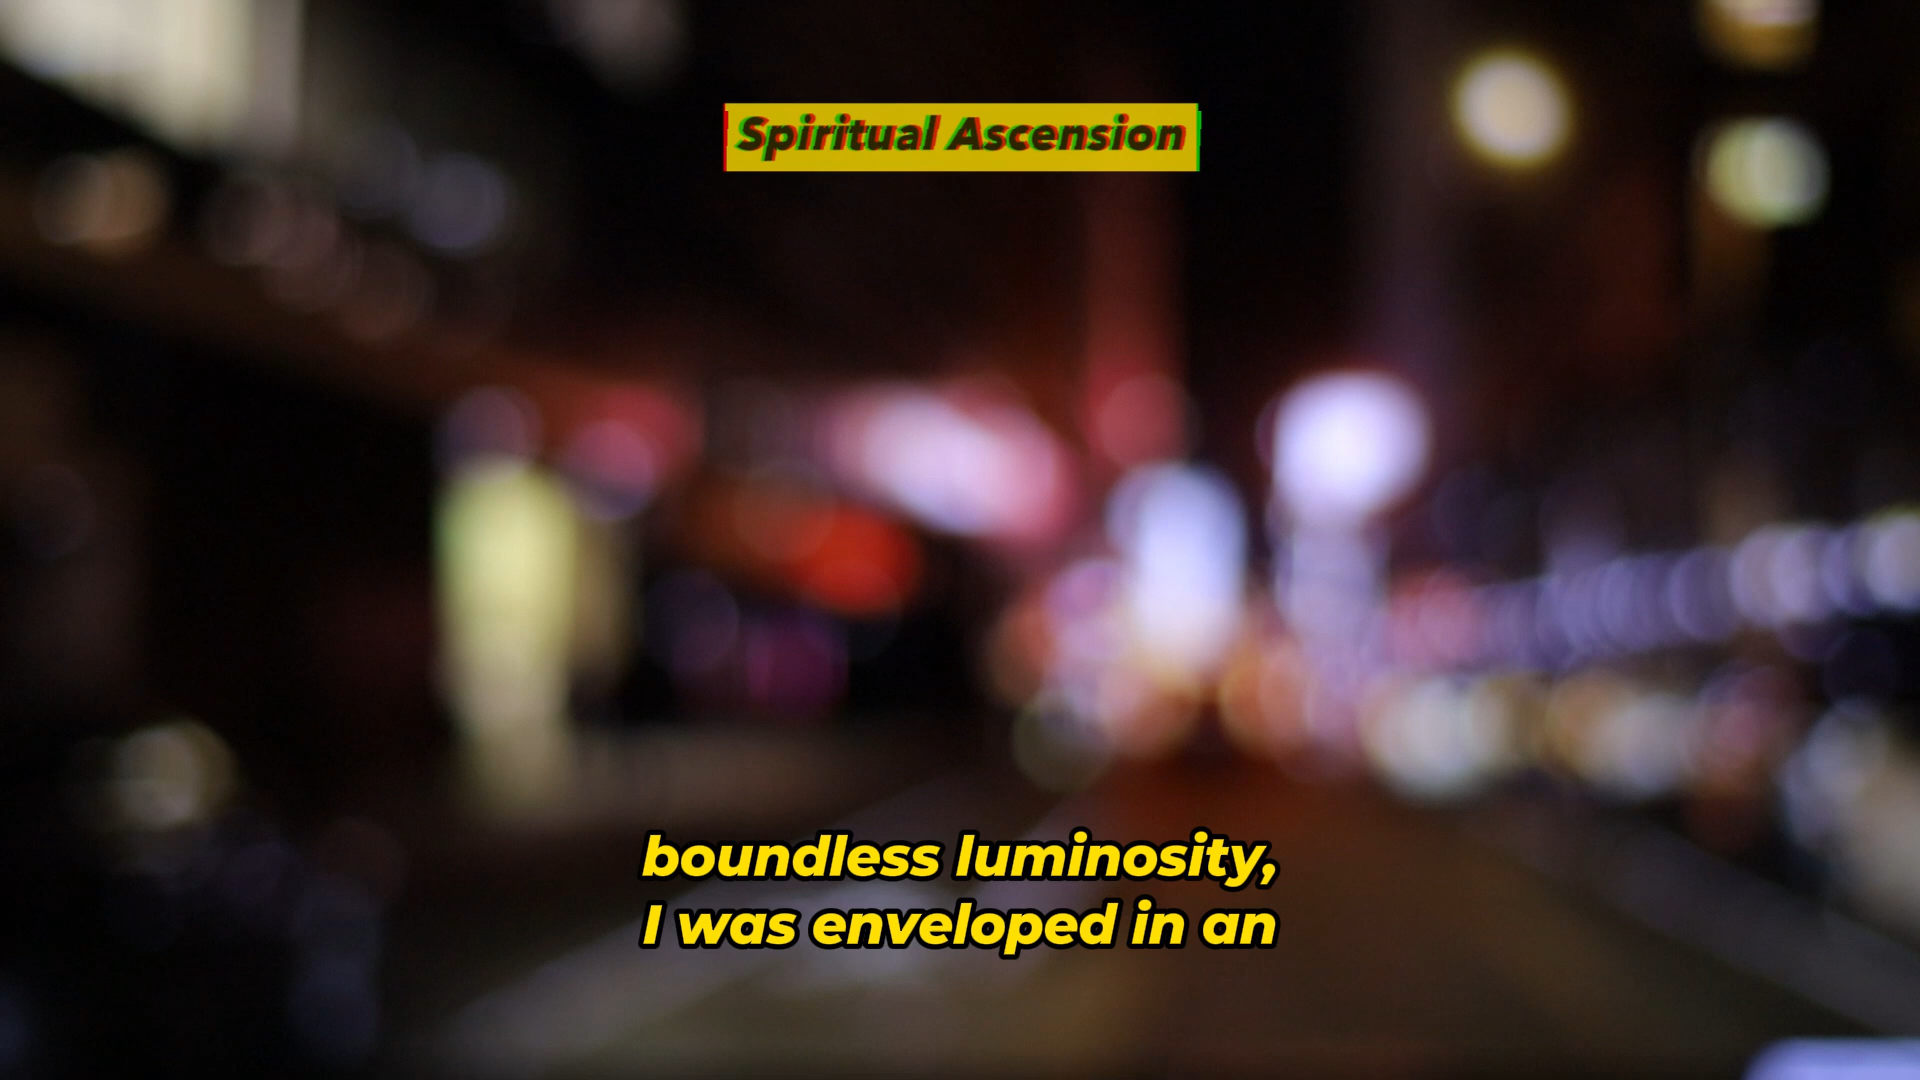 Spiritual Ascension
boundless luminosity,
I was enveloped in an